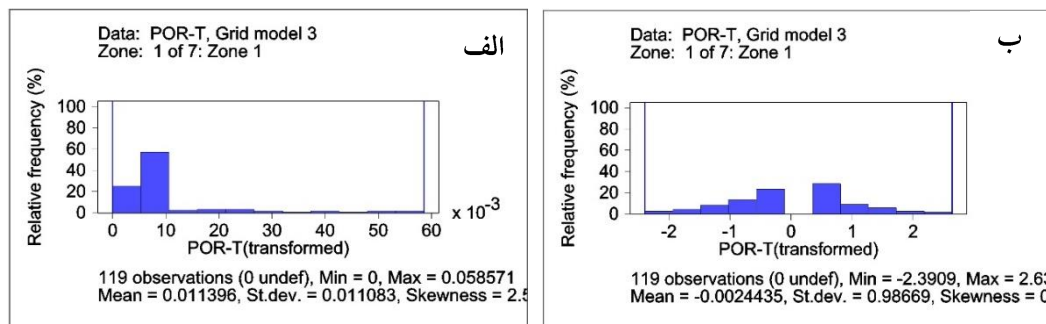 Data: POR-T, Grid model 3
Zone: 1 of 7: Zone 1
الف
Relative frequency (%)
100
80
60
40
20
0
0 10 20 30 40 50 60
x 10⁻³
POR-T(transformed)
119 observations (0 undef), Min = 0, Max = 0.058571
Mean = 0.011396, St.dev. = 0.011083, Skewness = 2.5
Data: POR-T, Grid model 3
Zone: 1 of 7: Zone 1
ب
Relative frequency (%)
100
80
60
40
20
0
-2 -1 0 1 2
POR-T(transformed)
119 observations (0 undef), Min = -2.3909, Max = 2.63
Mean = -0.0024435, St.dev. = 0.98669, Skewness = 0